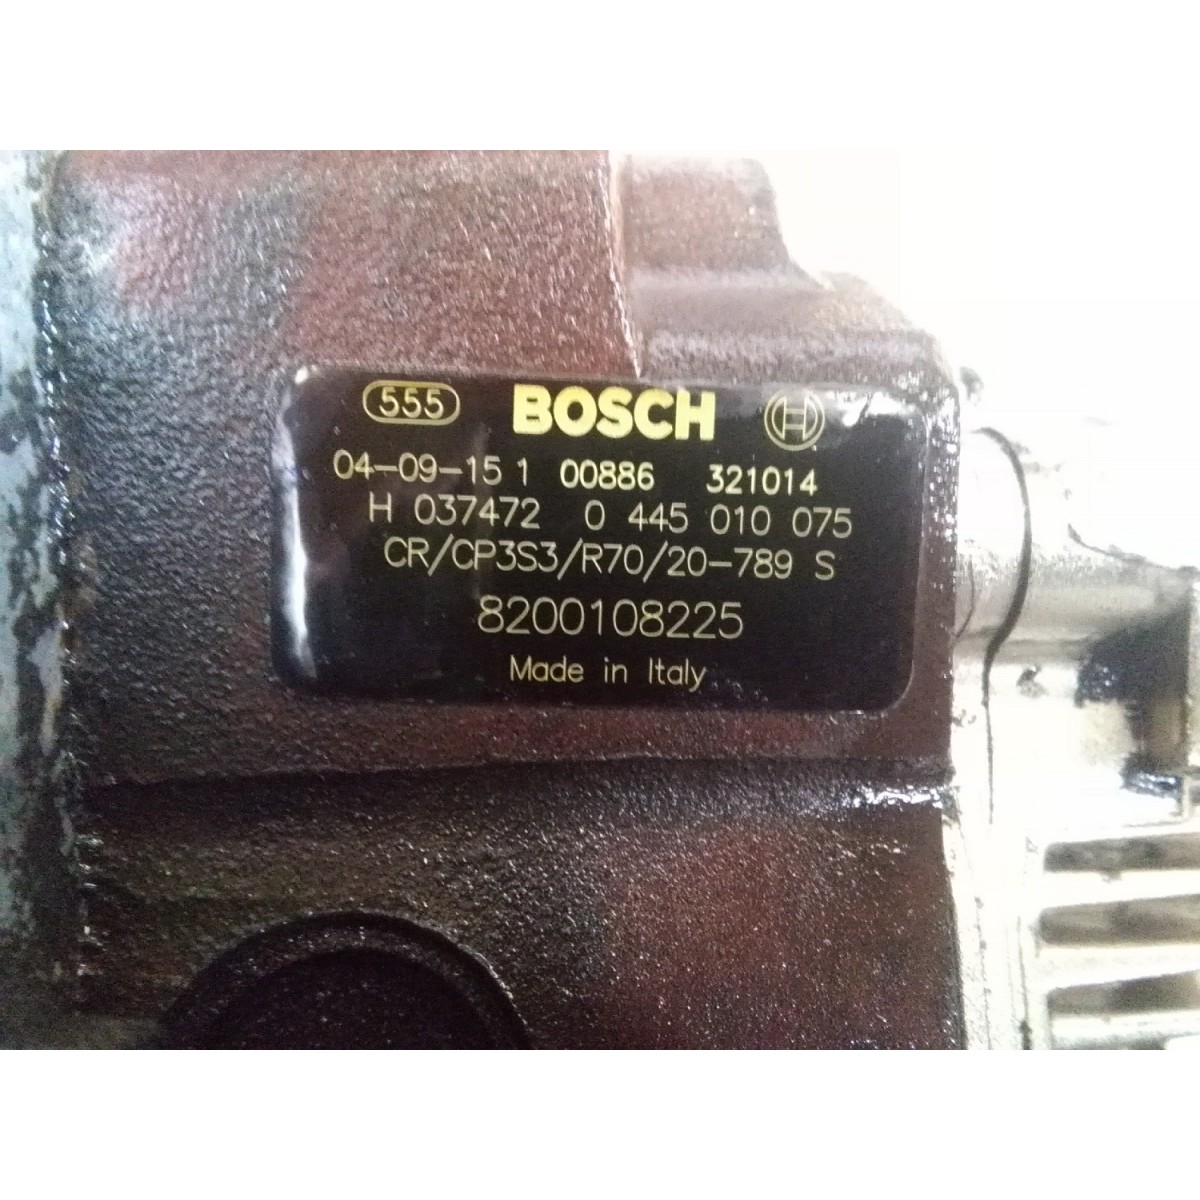 555 BOSCH H
04-09-15 1 00886 321014
H 037472 0 445 010 075
CR/CP3S3/R70/20-789 S
8200108225
Made in Italy